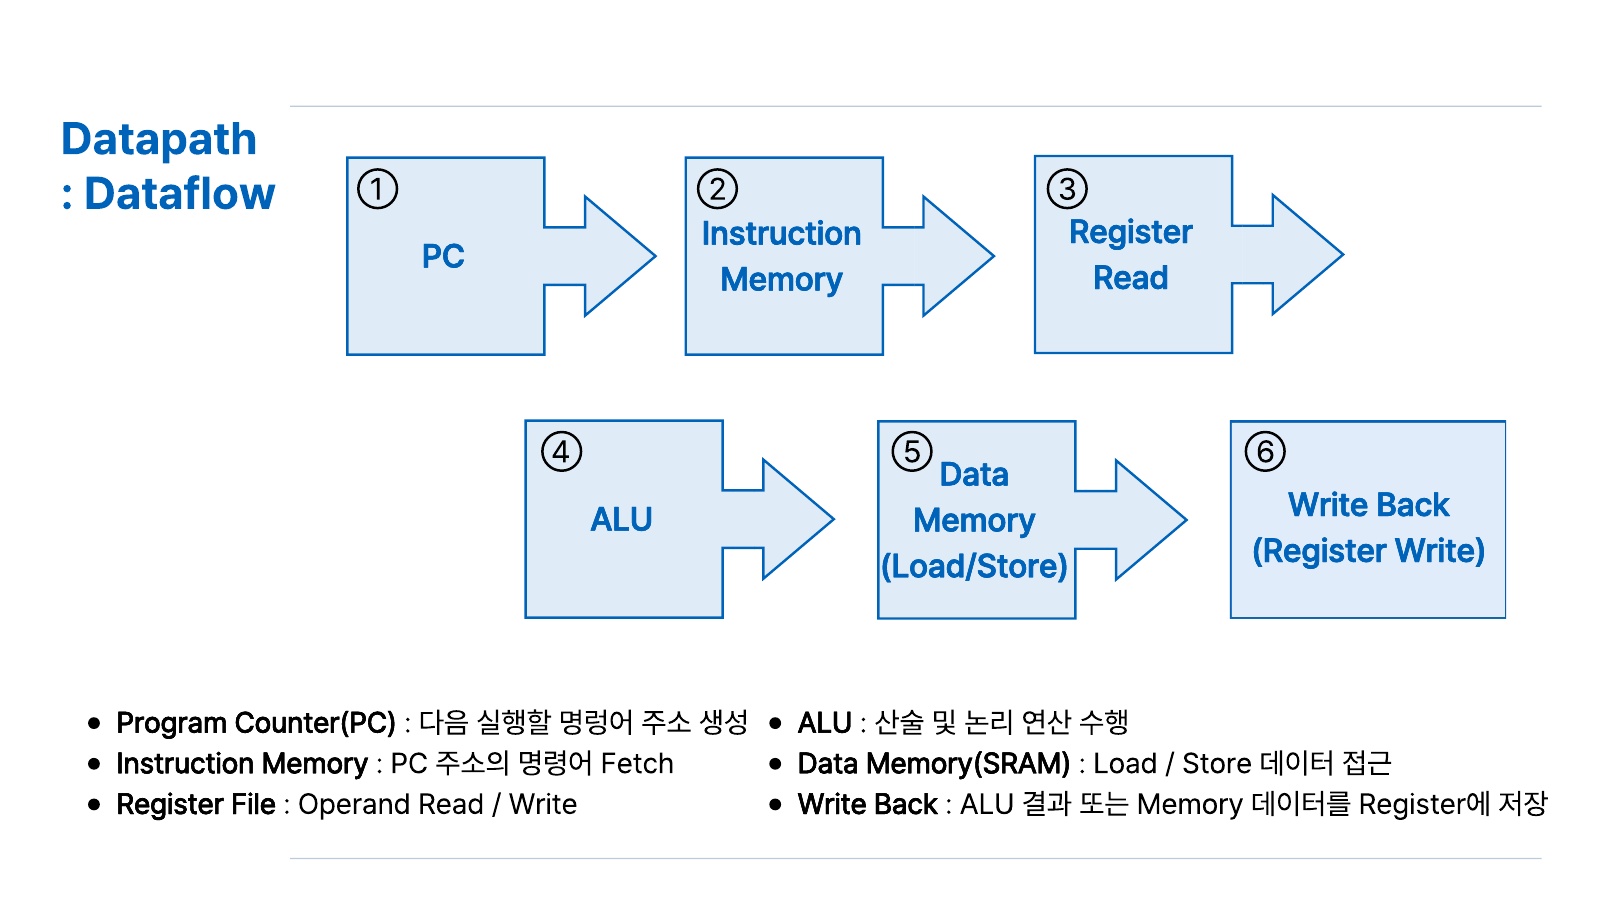 Datapath
: Dataflow
①
PC
②
Instruction
Memory
③
Register
Read
④
ALU
⑤
Data
Memory
(Load/Store)
⑥
Write Back
(Register Write)
• Program Counter(PC) : 다음 실행할 명렁어 주소 생성
• Instruction Memory : PC 주소의 명령어 Fetch
• Register File : Operand Read / Write
• ALU : 산술 및 논리 연산 수행
• Data Memory(SRAM) : Load / Store 데이터 접근
• Write Back : ALU 결과 또는 Memory 데이터를 Register에 저장